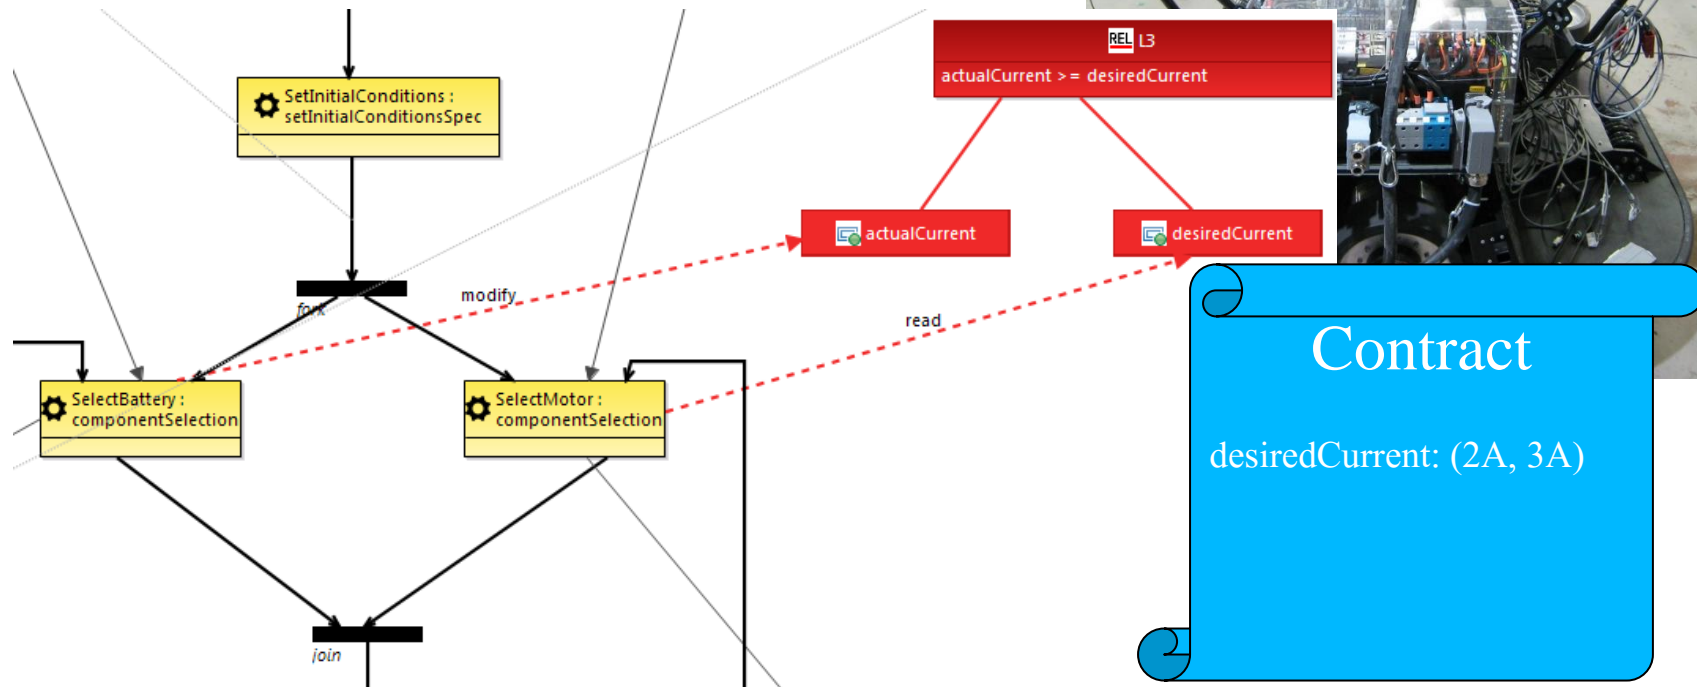 REL L3
actualCurrent >= desiredCurrent
SetInitialConditions :
setInitialConditionsSpec
actualCurrent
desiredCurrent
fork
modify
read
SelectBattery :
componentSelection
SelectMotor :
componentSelection
join
Contract
desiredCurrent: (2A, 3A)